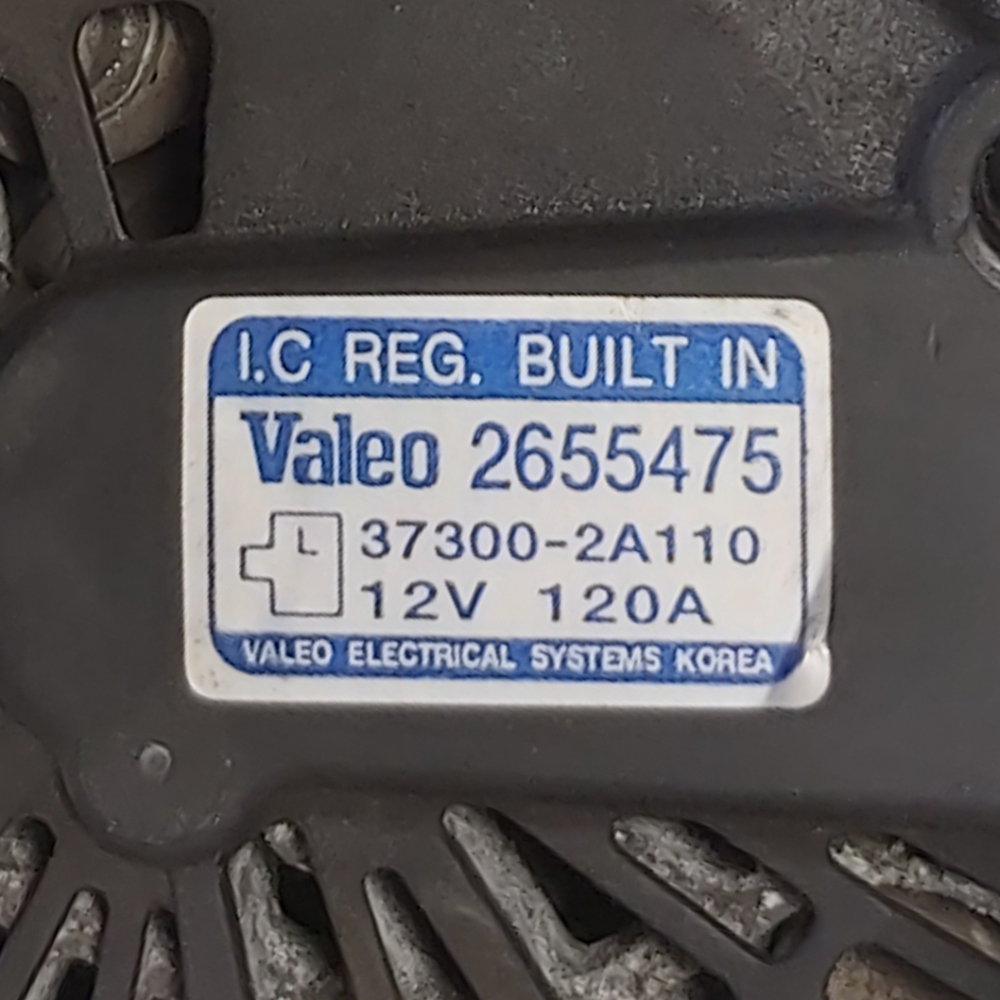 I.C REG. BUILT IN
Valeo 2655475
L 37300-2A110
12V 120A
VALEO ELECTRICAL SYSTEMS KOREA